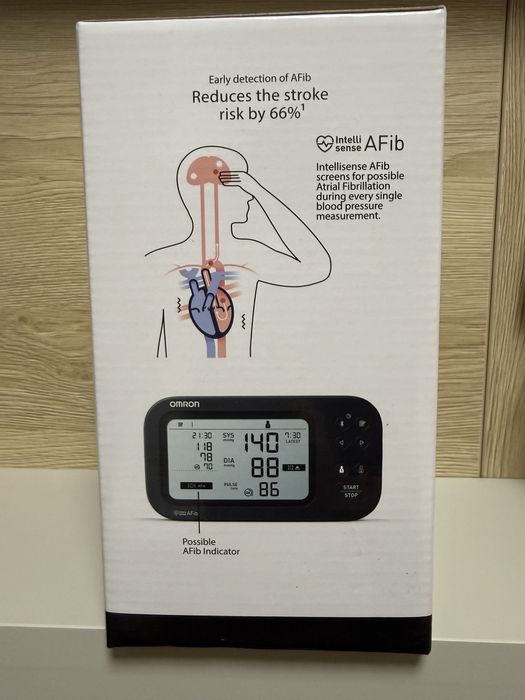 Early detection of AFib
Reduces the stroke
risk by 66%¹
Intelli
sense AFib
Intellisense AFib
screens for possible
Atrial Fibrillation
during every single
blood pressure
measurement.
OMRON
21:30
118
78
70
SYS
mmHg
140
7:30
LATEST
DIA
mmHg
88
PULSE
86
START
STOP
AFib
Possible
AFib Indicator